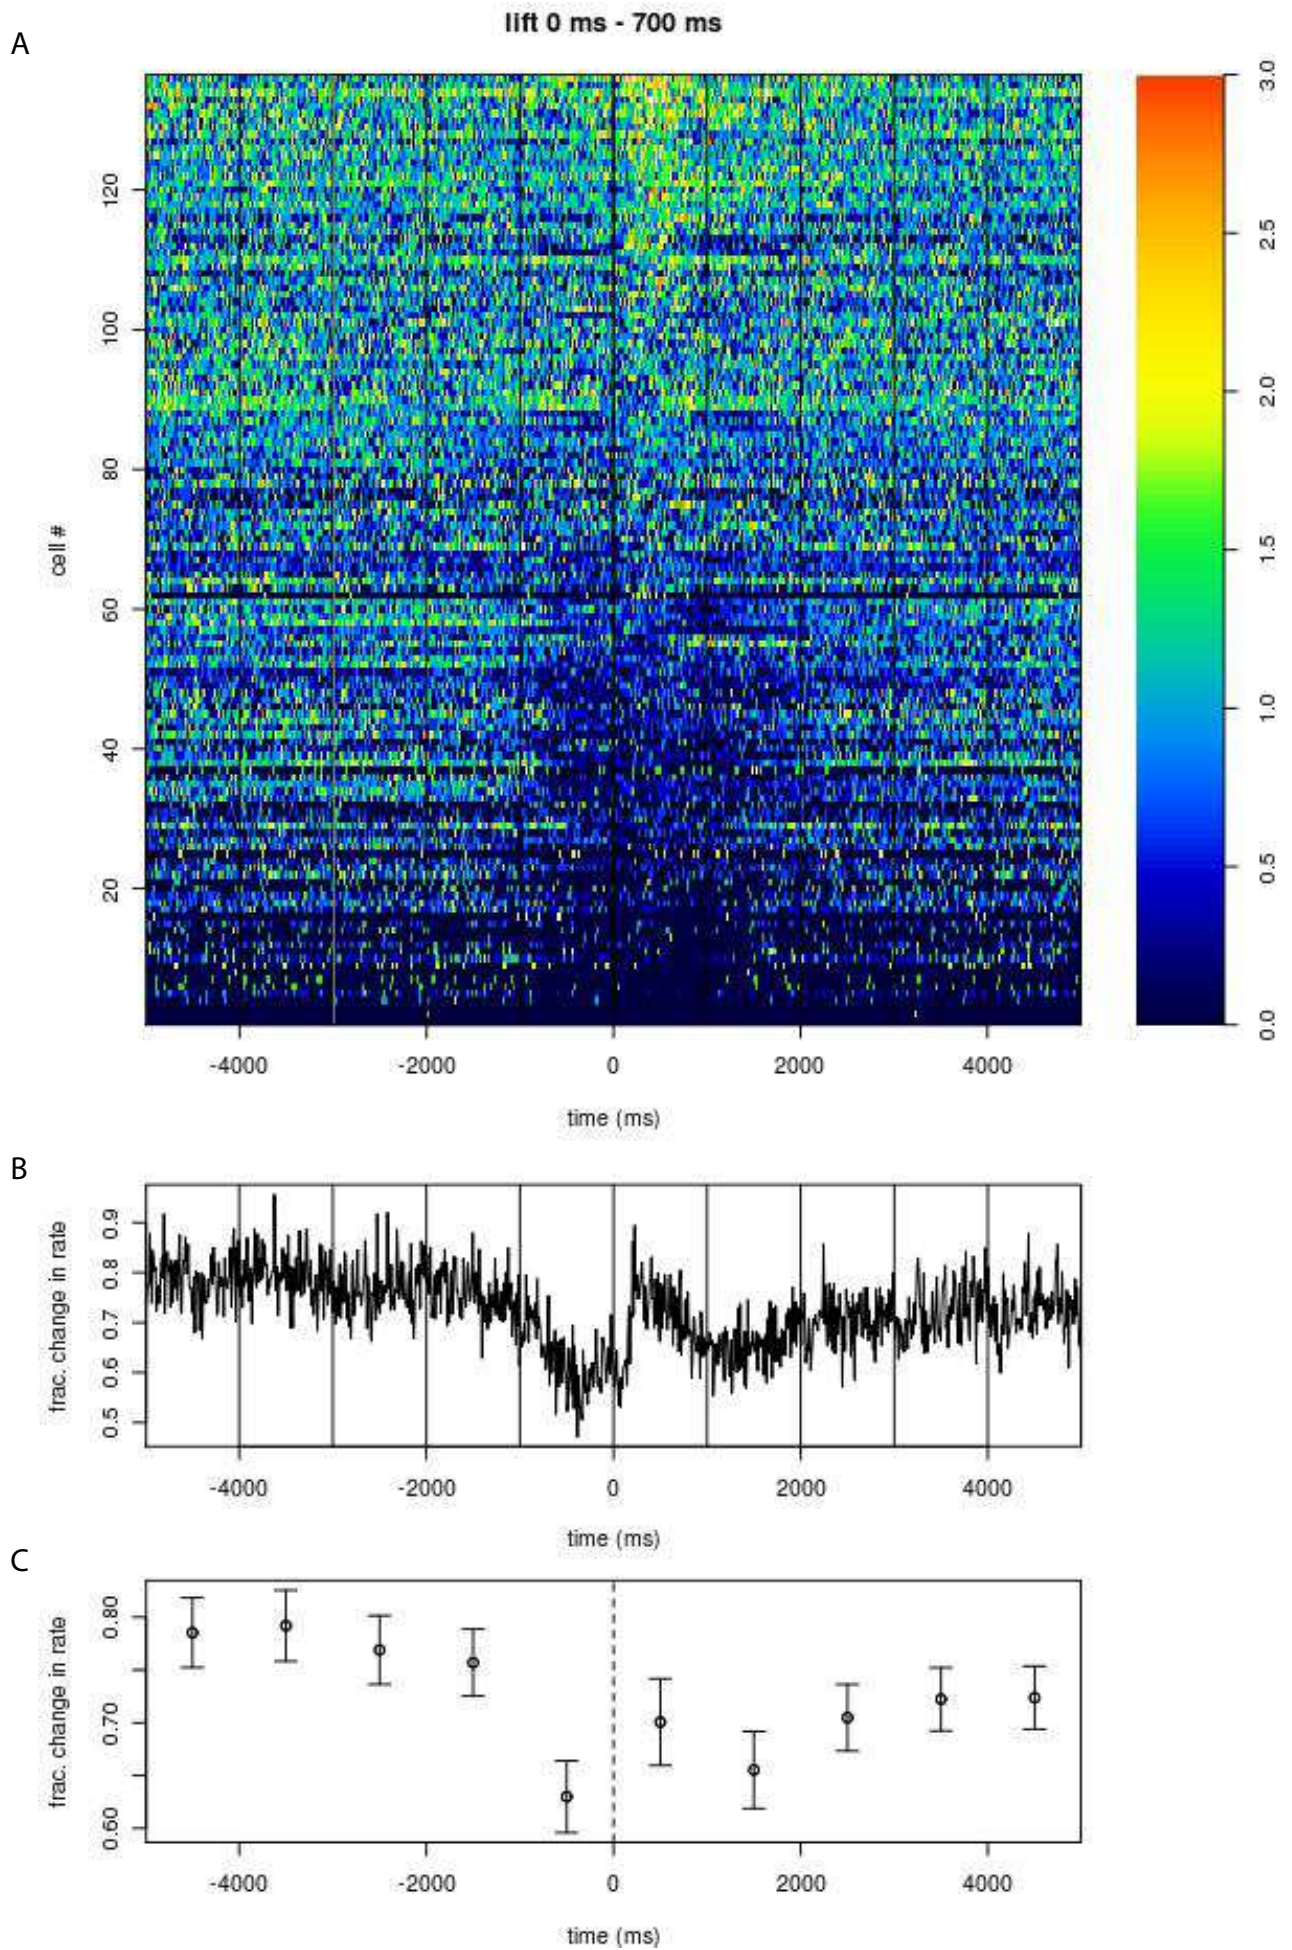 lift 0 ms - 700 ms
A
cell #
120
100
80
60
40
20
3.0
2.5
2.0
1.5
1.0
0.5
0.0
-4000 -2000 0 2000 4000
time (ms)
B
frac. change in rate
0.9
0.8
0.7
0.6
0.5
-4000 -2000 0 2000 4000
time (ms)
C
frac. change in rate
0.80
0.70
0.60
-4000 -2000 0 2000 4000
time (ms)